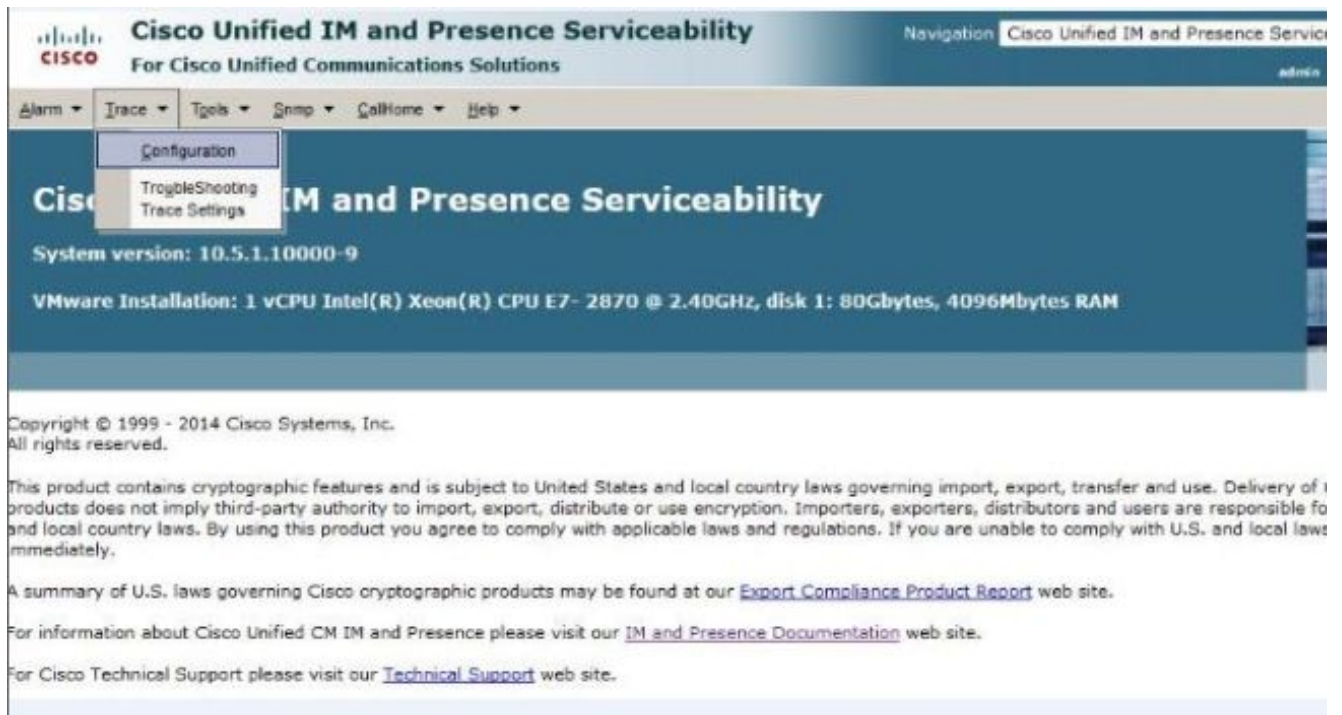 CISCO
Cisco Unified IM and Presence Serviceability
For Cisco Unified Communications Solutions
Navigation Cisco Unified IM and Presence Service
admin
Alarm Trace Tools Snmp CallHome Help
Configuration
TroubleShooting
Trace Settings
Cisc IM and Presence Serviceability
System version: 10.5.1.10000-9
VMware Installation: 1 vCPU Intel(R) Xeon(R) CPU E7- 2870 @ 2.40GHz, disk 1: 80Gbytes, 4096Mbytes RAM
Copyright © 1999 - 2014 Cisco Systems, Inc.
All rights reserved.
This product contains cryptographic features and is subject to United States and local country laws governing import, export, transfer and use. Delivery of
products does not imply third-party authority to import, export, distribute or use encryption. Importers, exporters, distributors and users are responsible fo
and local country laws. By using this product you agree to comply with applicable laws and regulations. If you are unable to comply with U.S. and local laws
immediately.
A summary of U.S. laws governing Cisco cryptographic products may be found at our Export Compliance Product Report web site.
For information about Cisco Unified CM IM and Presence please visit our IM and Presence Documentation web site.
For Cisco Technical Support please visit our Technical Support web site.